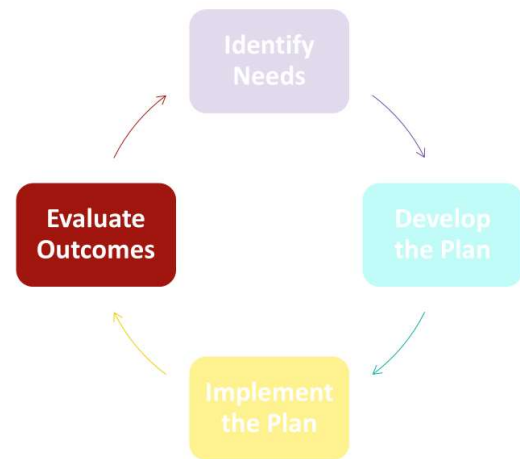 Identify
Needs
Develop
the Plan
Implement
the Plan
Evaluate
Outcomes